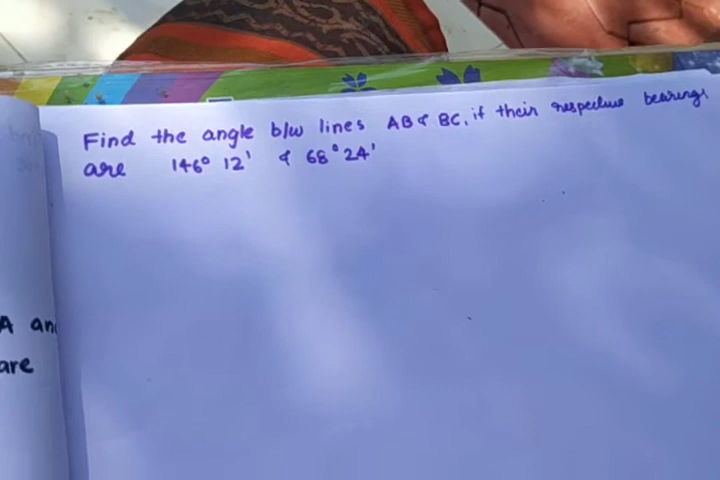 Find the angle b/w lines AB & BC, if their respective bearings
are 146° 12' & 68° 24'
A an
are